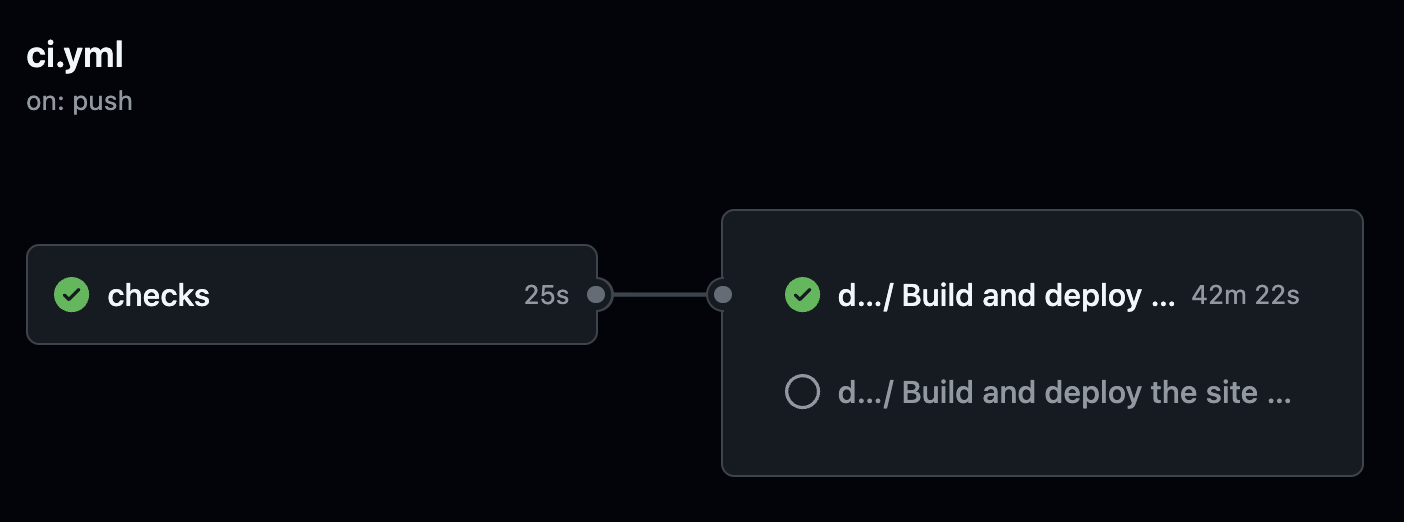 ci.yml
on: push
checks 25s
d.../ Build and deploy ... 42m 22s
d.../ Build and deploy the site ...